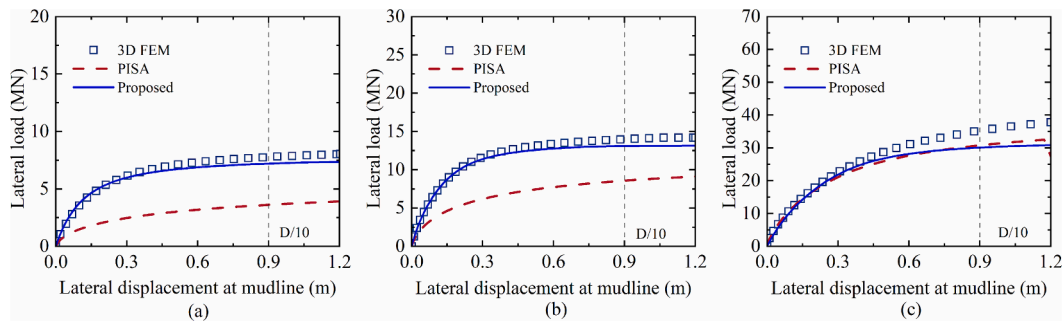 20
15
10
5
0
3D FEM
PISA
Proposed
D/10
0.0 0.3 0.6 0.9 1.2
Lateral load (MN)
Lateral displacement at mudline (m)
(a)
30
25
20
15
10
5
0
3D FEM
PISA
Proposed
D/10
0.0 0.3 0.6 0.9 1.2
Lateral load (MN)
Lateral displacement at mudline (m)
(b)
70
60
50
40
30
20
10
0
3D FEM
PISA
Proposed
D/10
0.0 0.3 0.6 0.9 1.2
Lateral load (MN)
Lateral displacement at mudline (m)
(c)